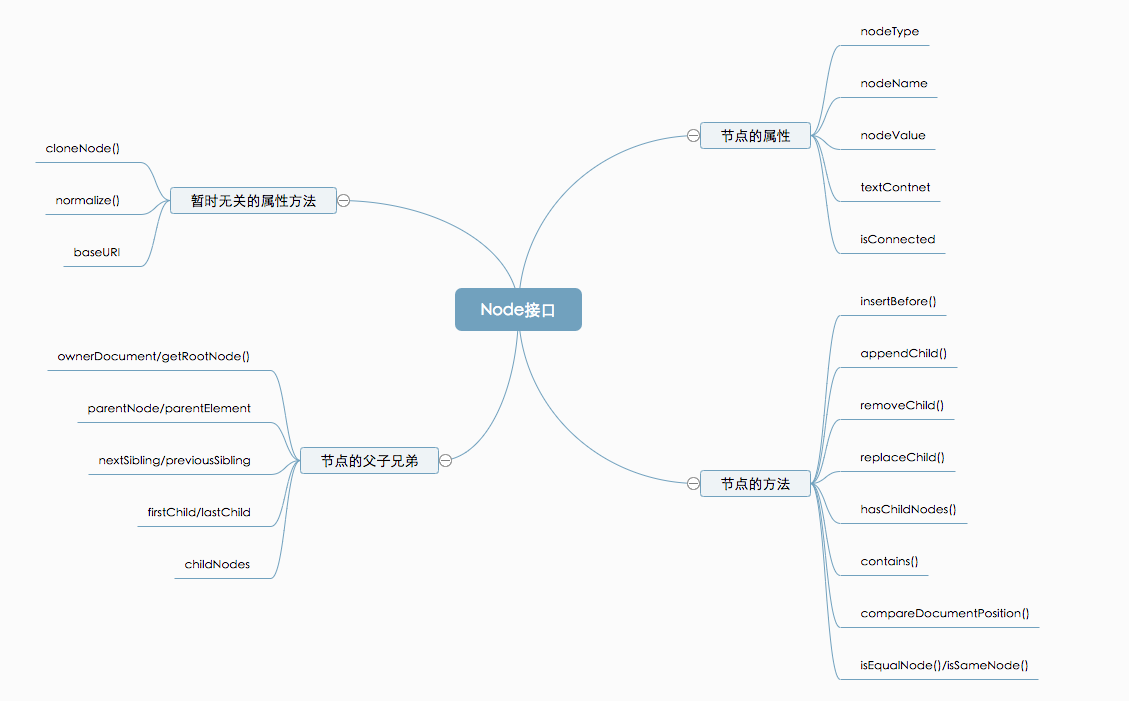 Node接口
节点的属性
nodeType
nodeName
nodeValue
textContnet
isConnected
节点的方法
insertBefore()
appendChild()
removeChild()
replaceChild()
hasChildNodes()
contains()
compareDocumentPosition()
isEqualNode()/isSameNode()
暂时无关的属性方法
cloneNode()
normalize()
baseURI
节点的父子兄弟
ownerDocument/getRootNode()
parentNode/parentElement
nextSibling/previousSibling
firstChild/lastChild
childNodes